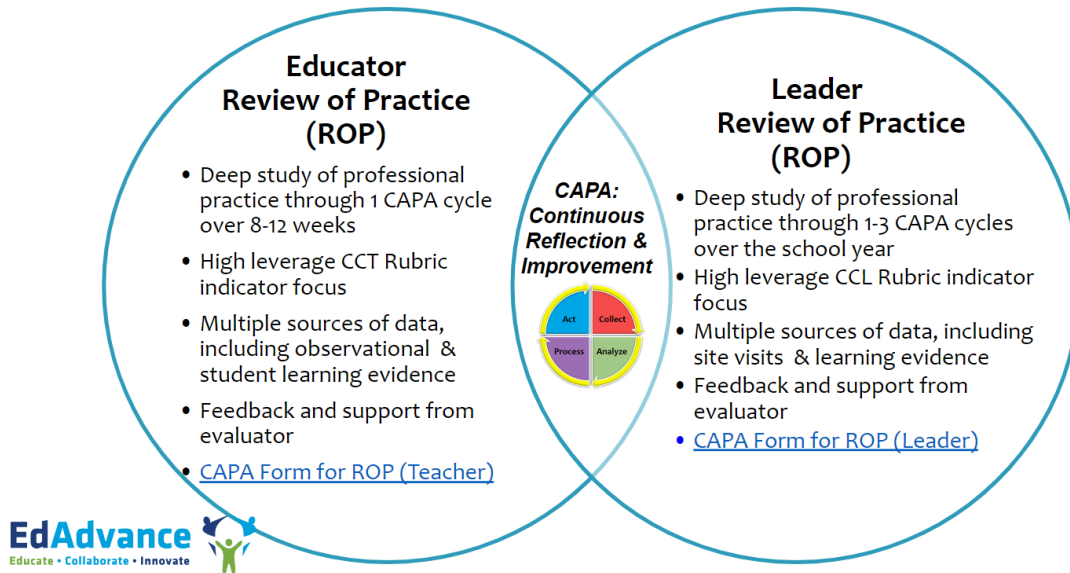 Educator
Review of Practice
(ROP)
• Deep study of professional
practice through 1 CAPA cycle
over 8-12 weeks
• High leverage CCT Rubric
indicator focus
• Multiple sources of data,
including observational & 
student learning evidence
• Feedback and support from
evaluator
• CAPA Form for ROP (Teacher)
CAPA:
Continuous
Reflection &
Improvement
Act
Collect
Process
Analyze
Leader
Review of Practice
(ROP)
• Deep study of professional
practice through 1-3 CAPA cycles
over the school year
• High leverage CCL Rubric indicator
focus
• Multiple sources of data, including
site visits & learning evidence
• Feedback and support from
evaluator
• CAPA Form for ROP (Leader)
EdAdvance
Educate • Collaborate • Innovate